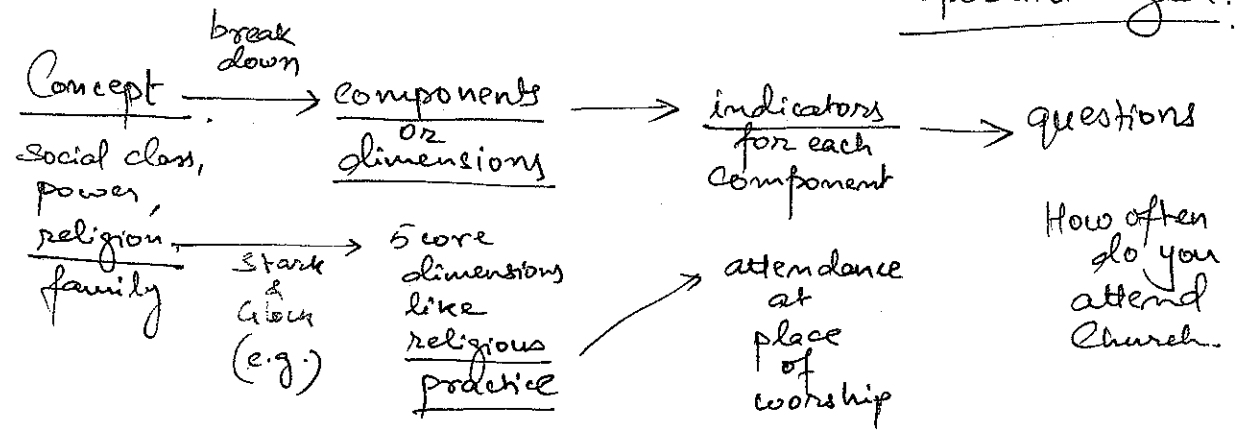 break
down
Concept. → components → indicators → questions
or
dimensions
for each
component
social class,
power,
religion, →
family
Stark
&
Glock
(e.g.)
5 core
dimensions
like
religious
practice
attendance
at
place
of
worship
How often
do you
attend
Church.